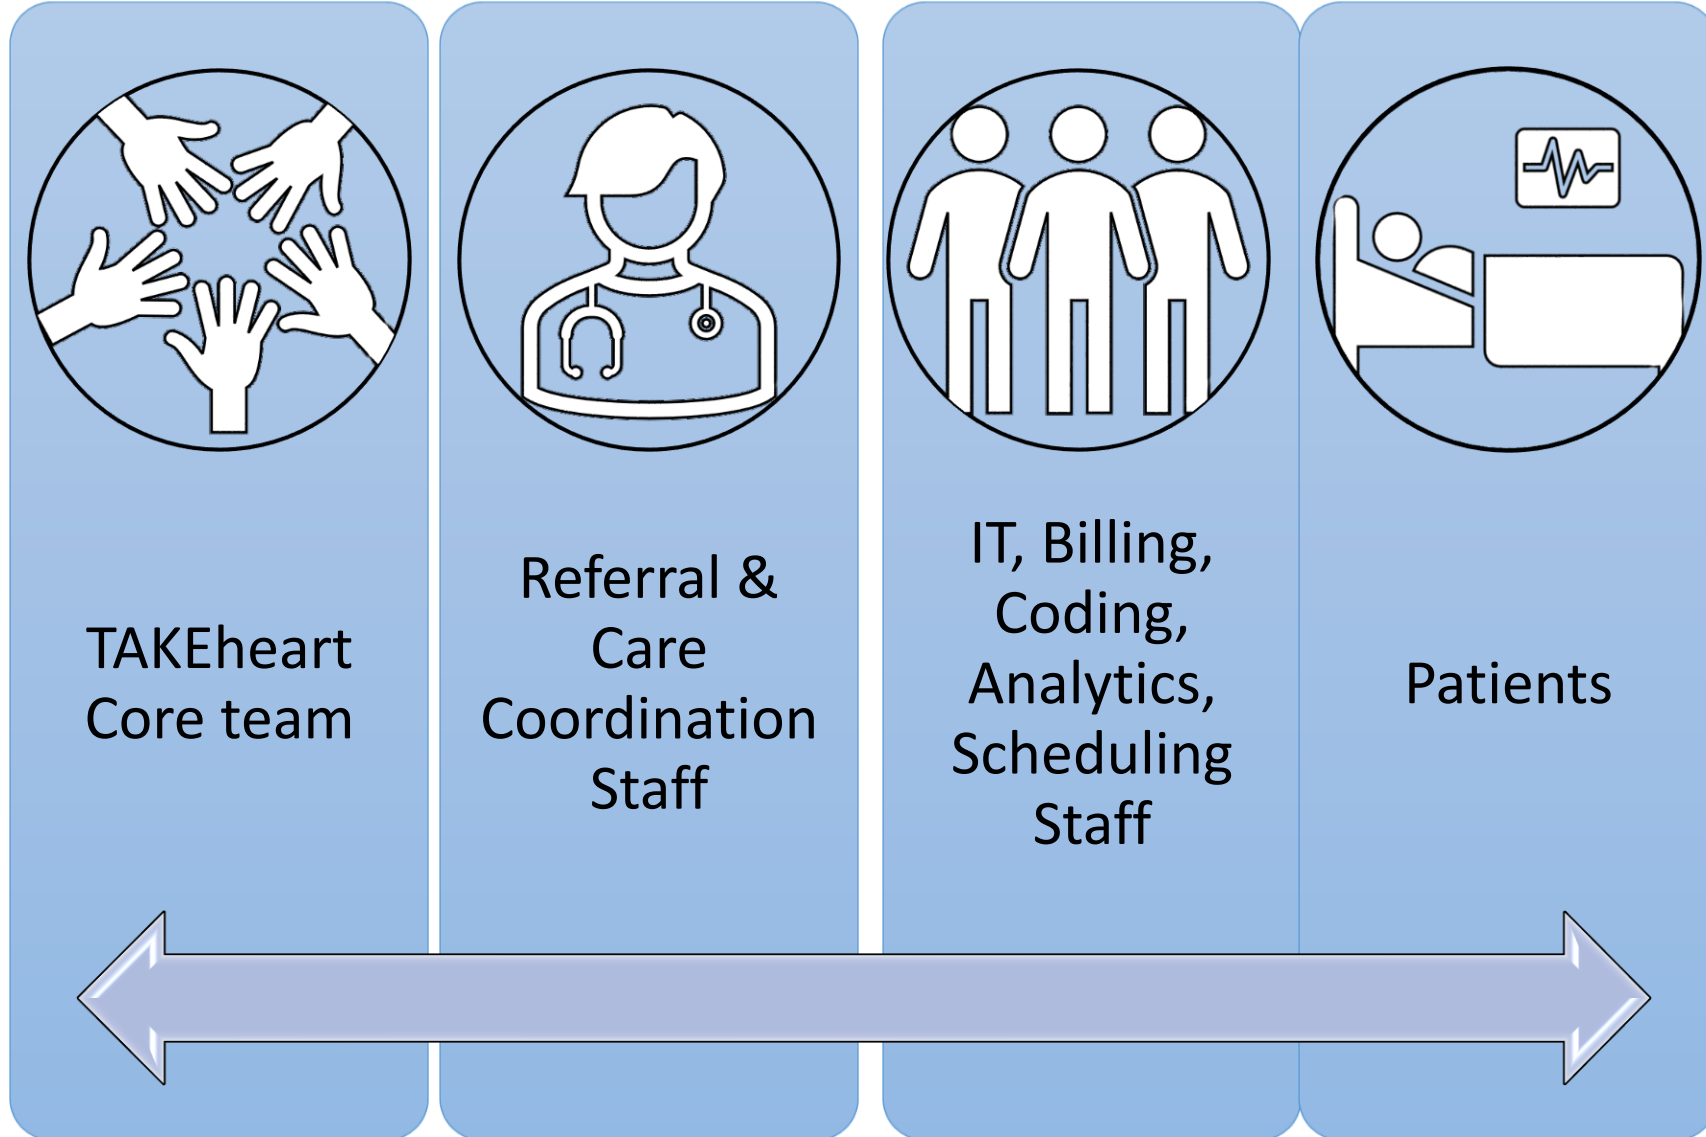 TAKEheart
Core team
Referral &
Care
Coordination
Staff
IT, Billing,
Coding,
Analytics,
Scheduling
Staff
Patients